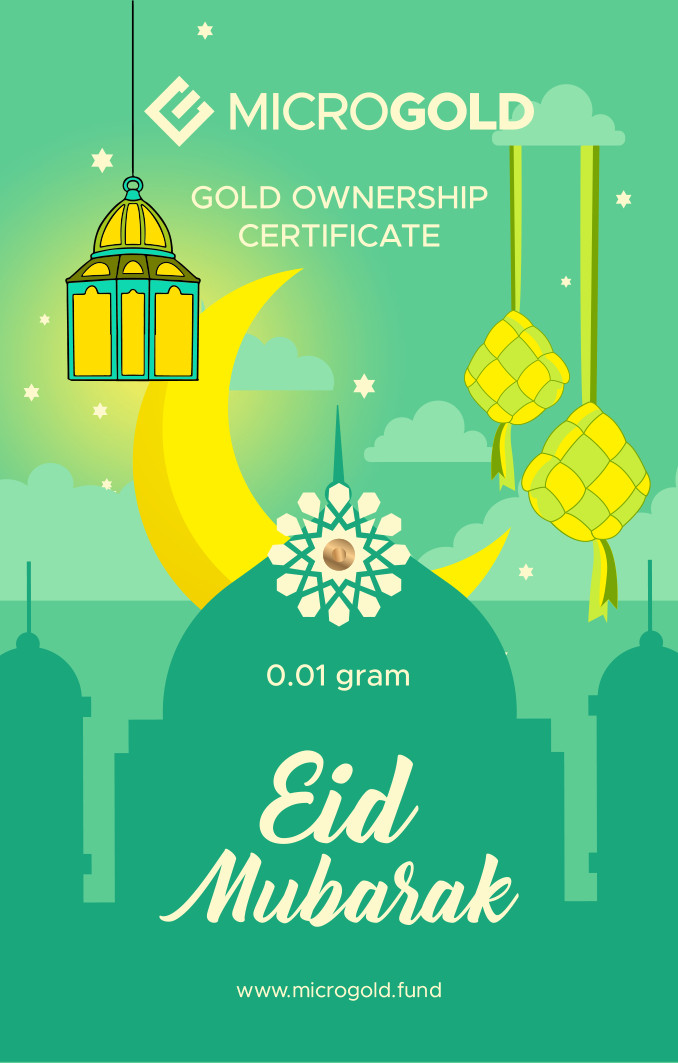 MICROGOLD
GOLD OWNERSHIP
CERTIFICATE
0.01 gram
Eid
Mubarak
www.microgold.fund